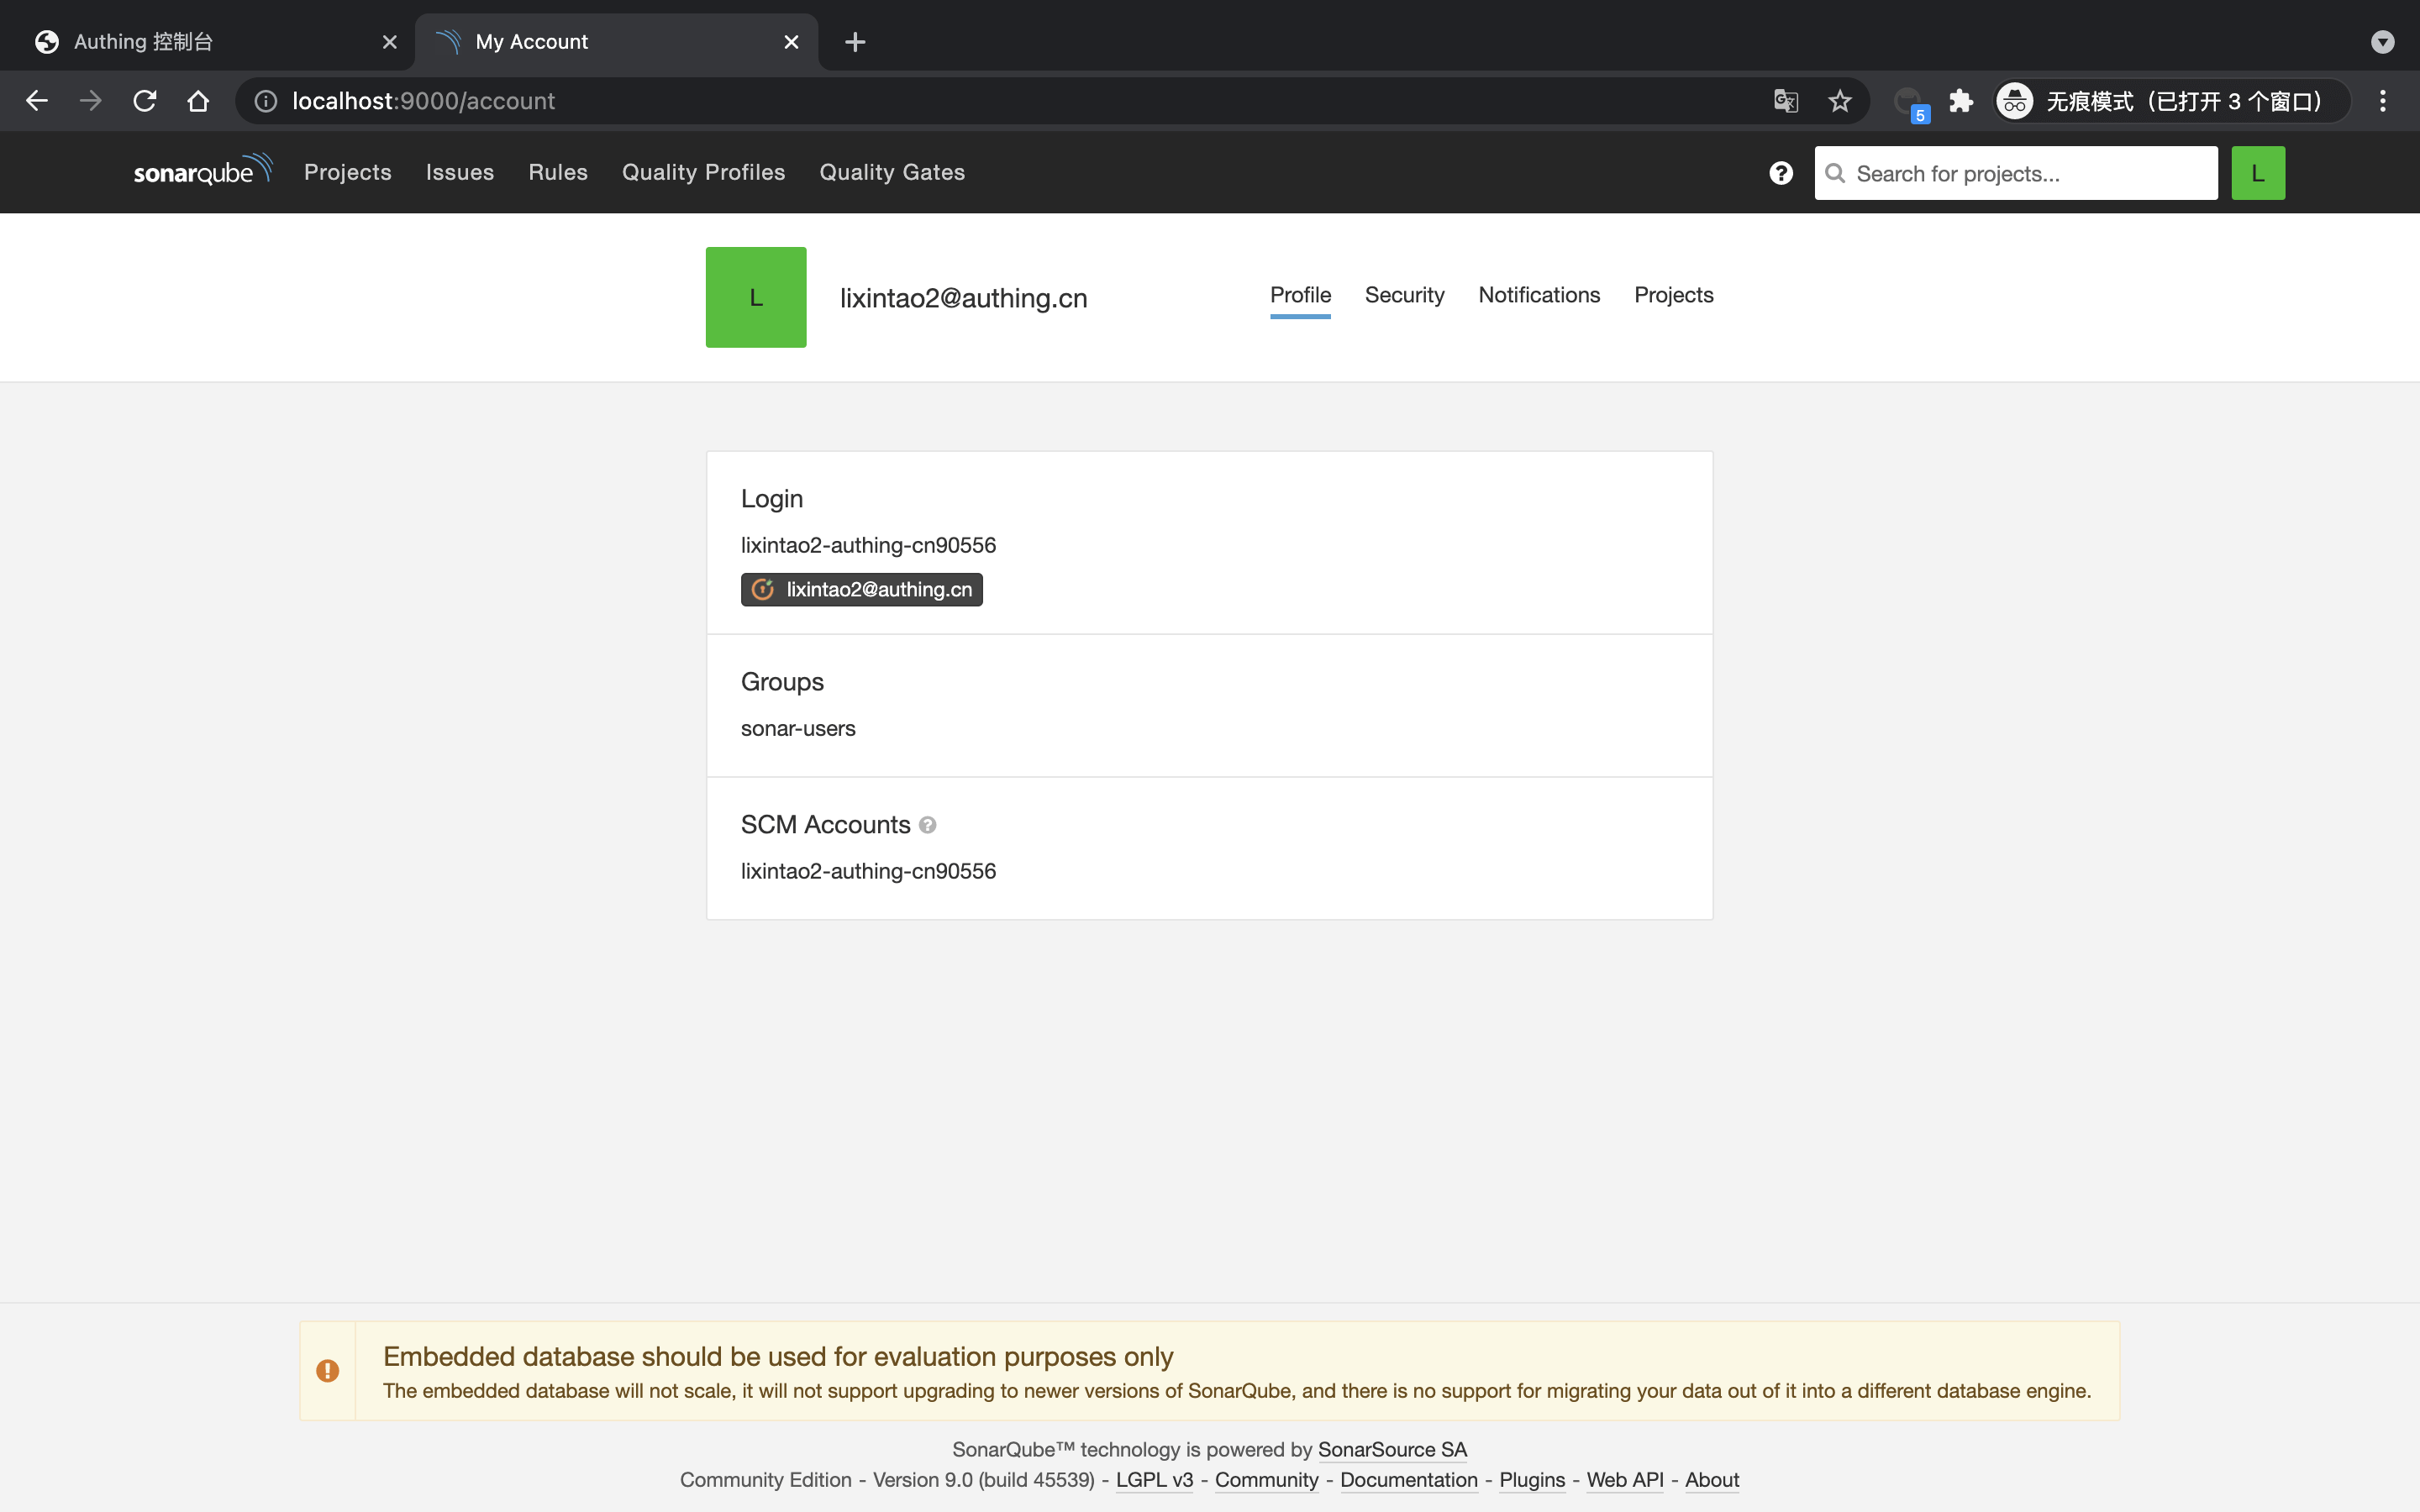 Authing 控制台
My Account
localhost:9000/account
5
无痕模式（已打开 3 个窗口）
sonarqube
Projects
Issues
Rules
Quality Profiles
Quality Gates
Search for projects...
L
L
lixintao2@authing.cn
Profile
Security
Notifications
Projects
Login
lixintao2-authing-cn90556
lixintao2@authing.cn
Groups
sonar-users
SCM Accounts
lixintao2-authing-cn90556
Embedded database should be used for evaluation purposes only
The embedded database will not scale, it will not support upgrading to newer versions of SonarQube, and there is no support for migrating your data out of it into a different database engine.
SonarQube™ technology is powered by SonarSource SA
Community Edition - Version 9.0 (build 45539) - LGPL v3 - Community - Documentation - Plugins - Web API - About